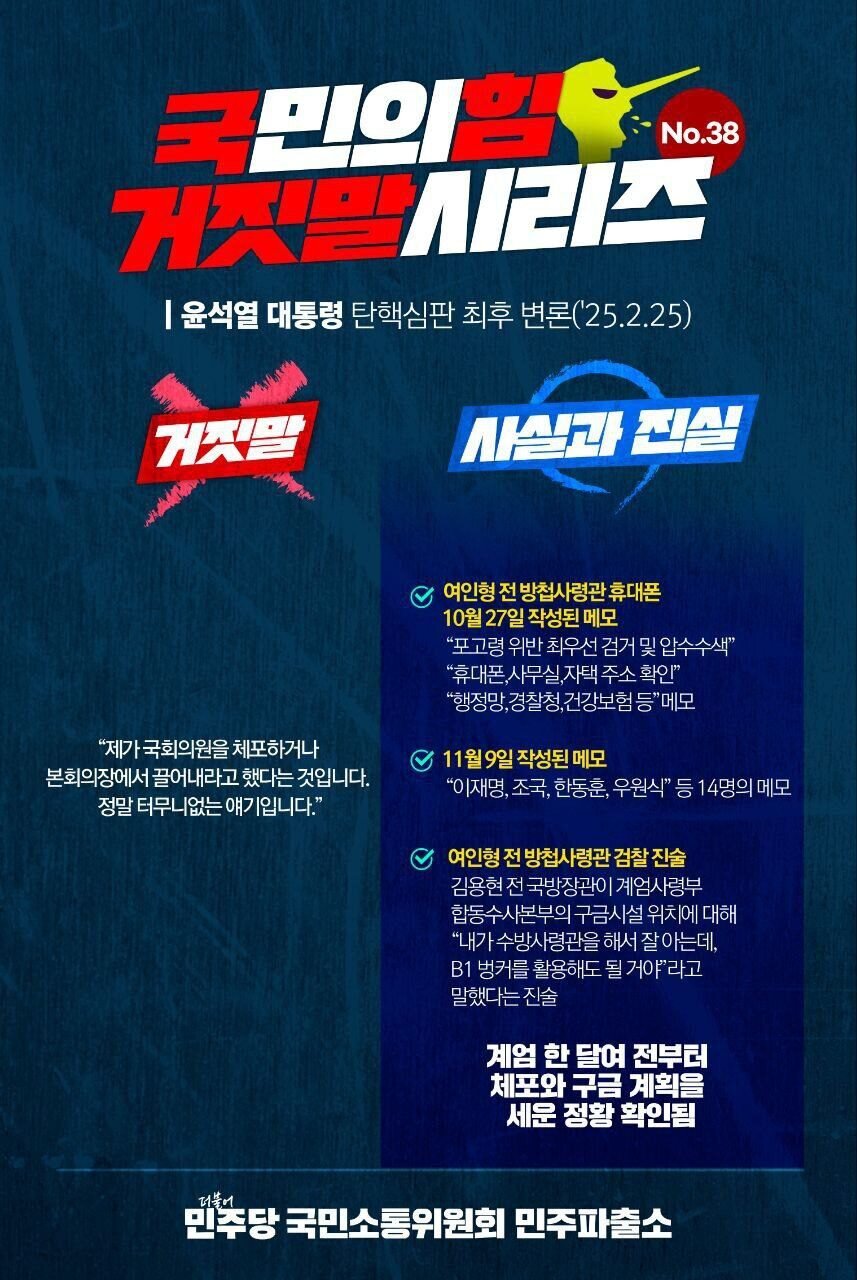 국민의힘
No.38
거짓말시리즈
| 윤석열 대통령 탄핵심판 최후 변론('25.2.25)
거짓말
사실과 진실
“제가 국회의원을 체포하거나
본회의장에서 끌어내라고 했다는 것입니다.
정말 터무니없는 얘기입니다.”
여인형 전 방첩사령관 휴대폰
10월 27일 작성된 메모
“포고령 위반 최우선 검거 및 압수수색”
“휴대폰,사무실,자택 주소 확인”
“행정망,경찰청,건강보험 등”메모
11월 9일 작성된 메모
“이재명, 조국, 한동훈, 우원식” 등 14명의 메모
여인형 전 방첩사령관 검찰 진술
김용현 전 국방장관이 계엄사령부
합동수사본부의 구금시설 위치에 대해
“내가 수방사령관을 해서 잘 아는데,
B1 벙커를 활용해도 될 거야”라고
말했다는 진술
계엄 한 달여 전부터
체포와 구금 계획을
세운 정황 확인됨
더불어
민주당 국민소통위원회 민주파출소